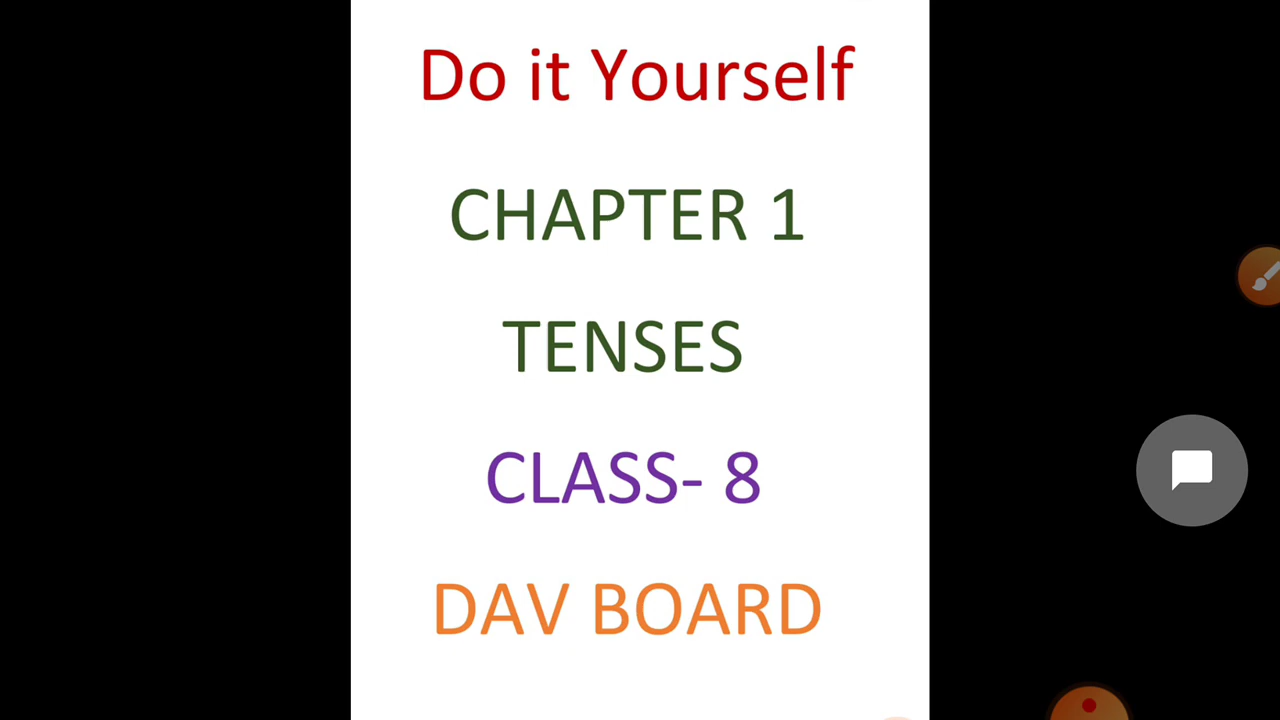 Do it Yourself
CHAPTER 1
TENSES
CLASS- 8
DAV BOARD